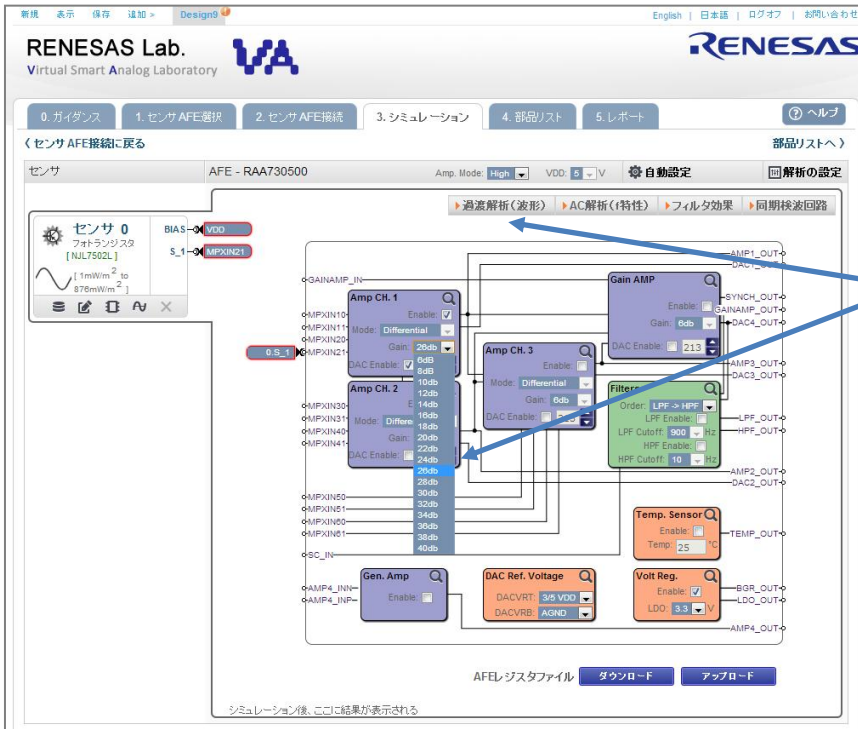 新規 表示 保存 追加 » Design9
English | 日本語 | ログオフ | お問い合わせ
RENESAS Lab.
Virtual Smart Analog Laboratory
VA
RENESAS
0. ガイダンス
1. センサ AFE選択
2. センサ AFE接続
3. シミュレーション
4. 部品リスト
5. レポート
? ヘルプ
〈 センサ AFE接続に戻る
部品リストへ 〉
センサ
AFE - RAA730500
Amp. Mode: High
VDD: 5 V
自動設定
解析の設定
過渡解析(波形)
AC解析(f特性)
フィルタ効果
同期検波回路
センサ 0
フォトトランジスタ
[ NJL7502L ]
[ 1mW/m2 to
876mW/m2 ]
BIAS
VDD
S_1
MPXIN21
GAINAMP_IN
Amp CH. 1
Enable:
Mode: Differential
Gain: 26db
DAC Enable:
MPXIN10
MPXIN11
MPXIN20
0.S_1
MPXIN21
6dB
8dB
10db
12db
14db
16db
18db
20db
22db
24db
26db
28db
30db
32db
34db
36db
38db
40db
Amp CH. 2
Mode:
Gain:
DAC Enable:
MPXIN30
MPXIN31
MPXIN40
MPXIN41
Amp CH. 3
Enable:
Mode: Differential
Gain: 6db
DAC Enable:
MPXIN50
MPXIN51
MPXIN60
MPXIN61
SC_IN
Gain AMP
Enable:
Gain: 6db
DAC Enable: 213
Order: LPF -> HPF
LPF Enable:
LPF Cutoff: 900 Hz
HPF Enable:
HPF Cutoff: 10 Hz
AMP1_OUT
DAC1_OUT
SYNCH_OUT
GAINAMP_OUT
DAC4_OUT
AMP3_OUT
DAC3_OUT
LPF_OUT
HPF_OUT
AMP2_OUT
DAC2_OUT
Temp. Sensor
Enable:
Temp: 25 °C
TEMP_OUT
Gen. Amp
Enable:
AMP4_INN
AMP4_INP
DAC Ref. Voltage
DACVRT: 3/5 VDD
DACVRB: AGND
Volt Reg.
Enable:
LDO: 3.3 V
BGR_OUT
LDO_OUT
AMP4_OUT
AFEレジスタファイル
ダウンロード
アップロード
シミュレーション後、ここに結果が表示される